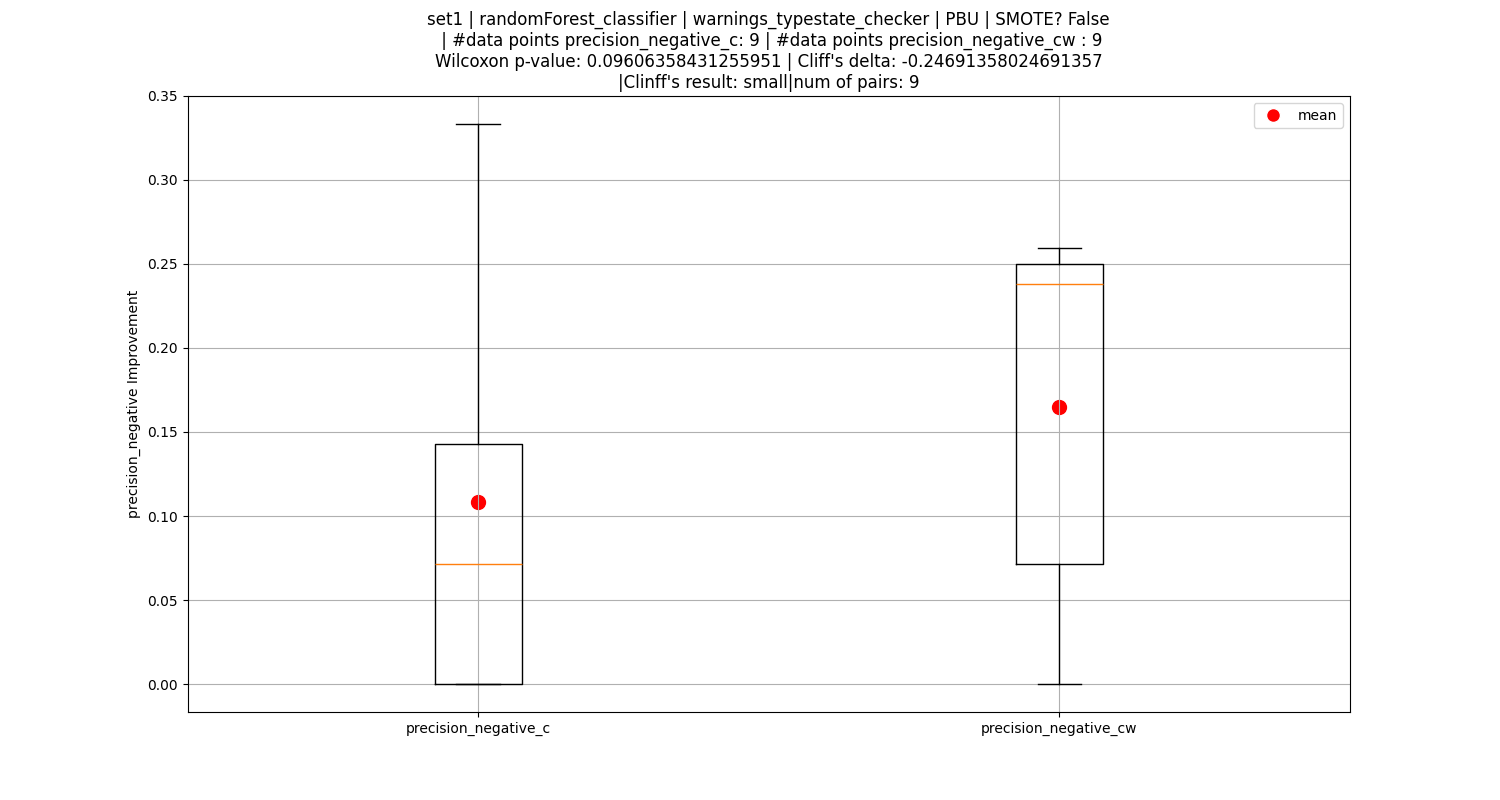 set1 | randomForest_classifier | warnings_typestate_checker | PBU | SMOTE? False
| #data points precision_negative_c: 9 | #data points precision_negative_cw : 9
Wilcoxon p-value: 0.09606358431255951 | Cliff's delta: -0.24691358024691357
|Clinff's result: small|num of pairs: 9
mean
0.35
0.30
0.25
0.20
0.15
0.10
0.05
0.00
precision_negative Improvement
precision_negative_c
precision_negative_cw